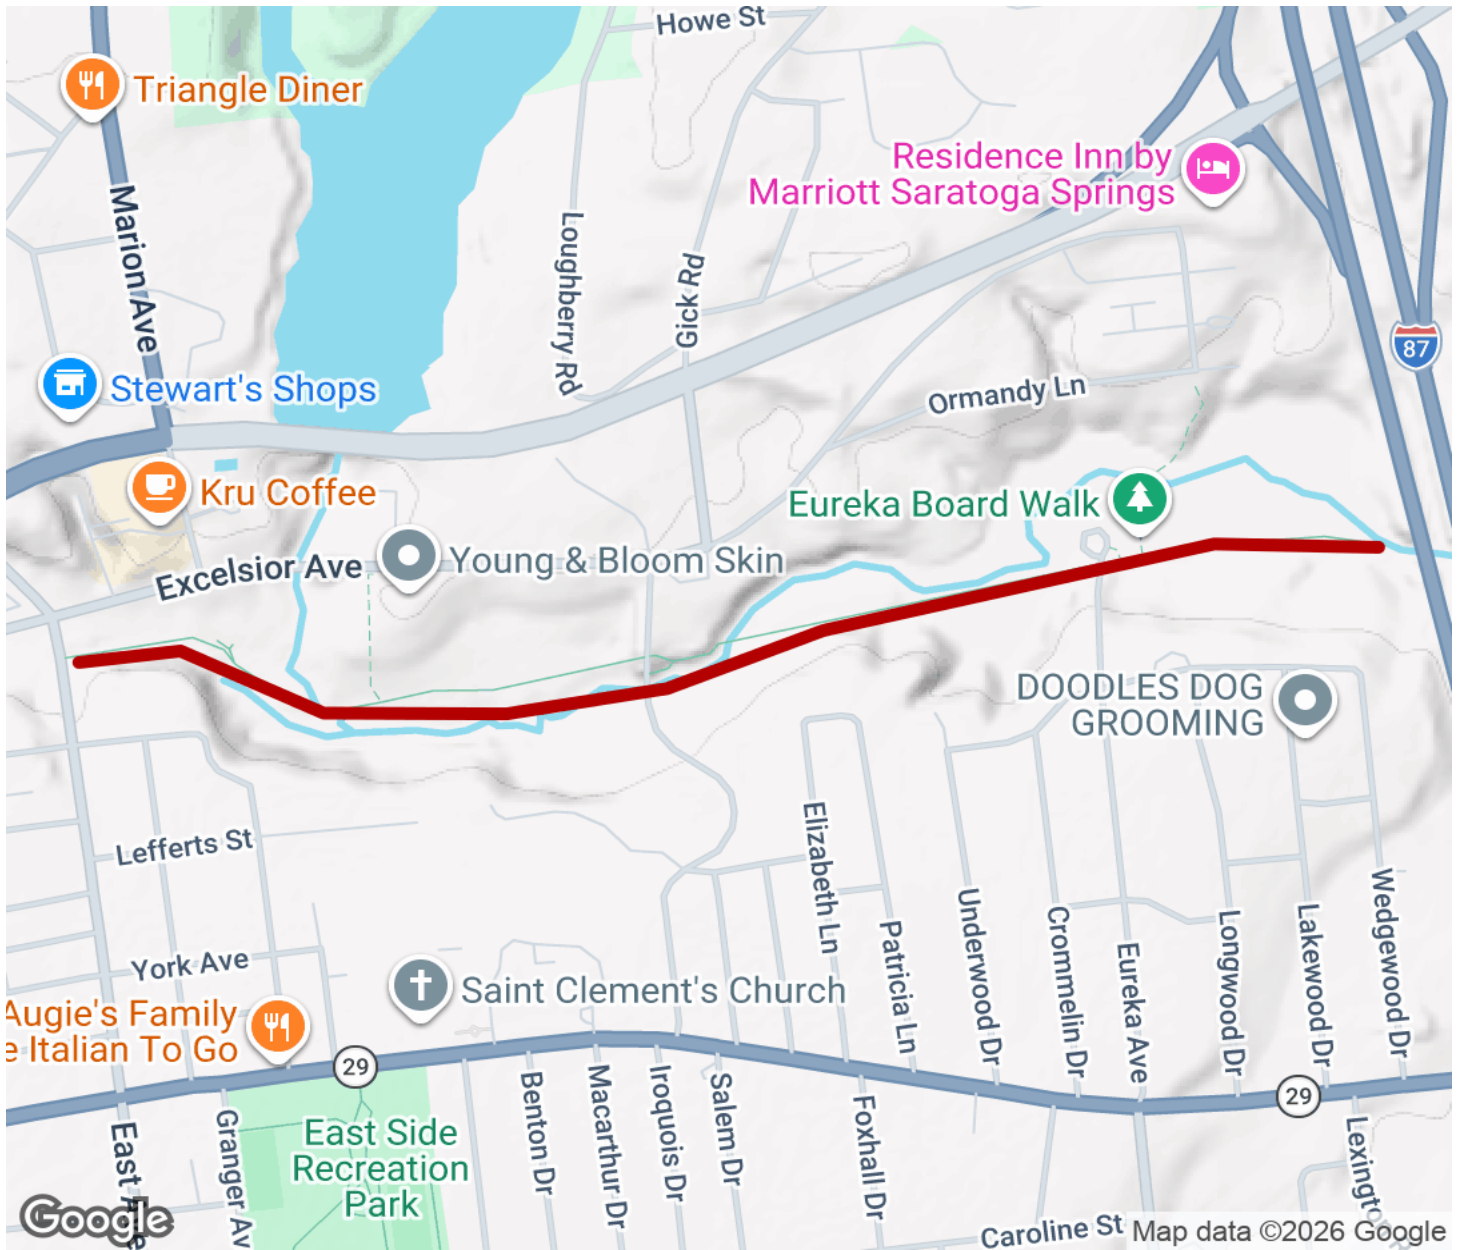 Howe St
Triangle Diner
Residence Inn by
Marriott Saratoga Springs
Marion Ave
Loughberry Rd
Gick Rd
87
Stewart's Shops
Ormandy Ln
Kru Coffee
Eureka Board Walk
Excelsior Ave
Young & Bloom Skin
DOODLES DOG
GROOMING
Lefferts St
Elizabeth Ln
Patricia Ln
Underwood Dr
Crommelin Dr
Eureka Ave
Longwood Dr
Lakewood Dr
Wedgewood Dr
York Ave
Saint Clement's Church
Augie's Family
e Italian To Go
29
29
Benton Dr
Macarthur Dr
Iroquois Dr
Salem Dr
Foxhall Dr
Lexington
East Ave
Granger Av
East Side
Recreation
Park
Caroline St
Google
Map data ©2026 Google